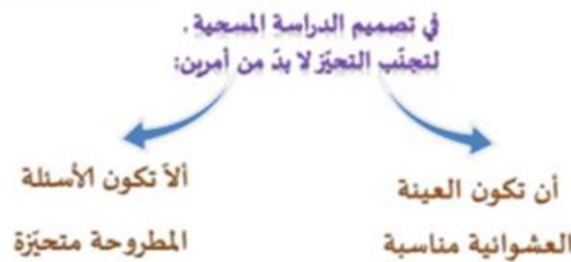 في تصميم الدراسة المسحية .
لتجنّب التحيّز لا بدّ من أمرين:
أن تكون العينة
العشوائية مناسبة
ألاّ تكون الأسئلة
المطروحة متحيّزة